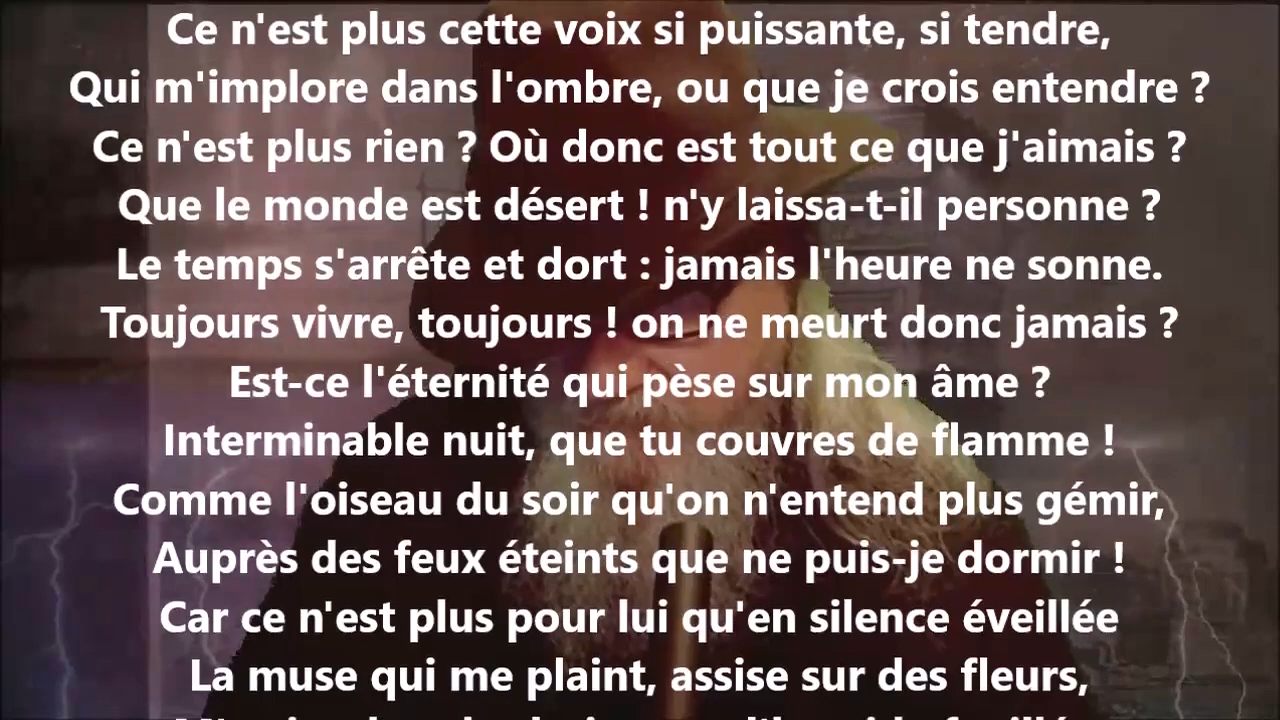 Ce n'est plus cette voix si puissante, si tendre,
Qui m'implore dans l'ombre, ou que je crois entendre ?
Ce n'est plus rien ? Où donc est tout ce que j'aimais ?
Que le monde est désert ! n'y laissa-t-il personne ?
Le temps s'arrête et dort : jamais l'heure ne sonne.
Toujours vivre, toujours ! on ne meurt donc jamais ?
Est-ce l'éternité qui pèse sur mon âme ?
Interminable nuit, que tu couvres de flamme !
Comme l'oiseau du soir qu'on n'entend plus gémir,
Auprès des feux éteints que ne puis-je dormir !
Car ce n'est plus pour lui qu'en silence éveillée
La muse qui me plaint, assise sur des fleurs,